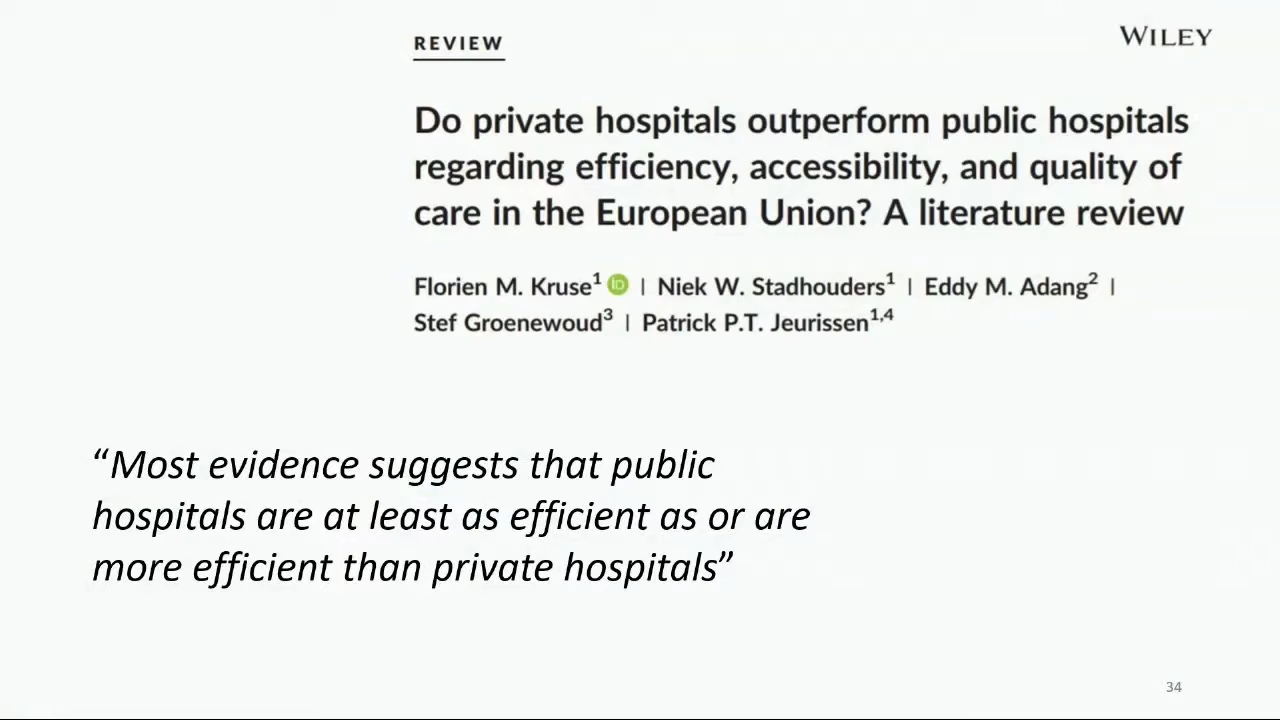 REVIEW
WILEY
Do private hospitals outperform public hospitals
regarding efficiency, accessibility, and quality of
care in the European Union? A literature review
Florien M. Kruse1 iD | Niek W. Stadhouders1 | Eddy M. Adang2 |
Stef Groenewoud3 | Patrick P.T. Jeurissen1,4
“Most evidence suggests that public
hospitals are at least as efficient as or are
more efficient than private hospitals”
34